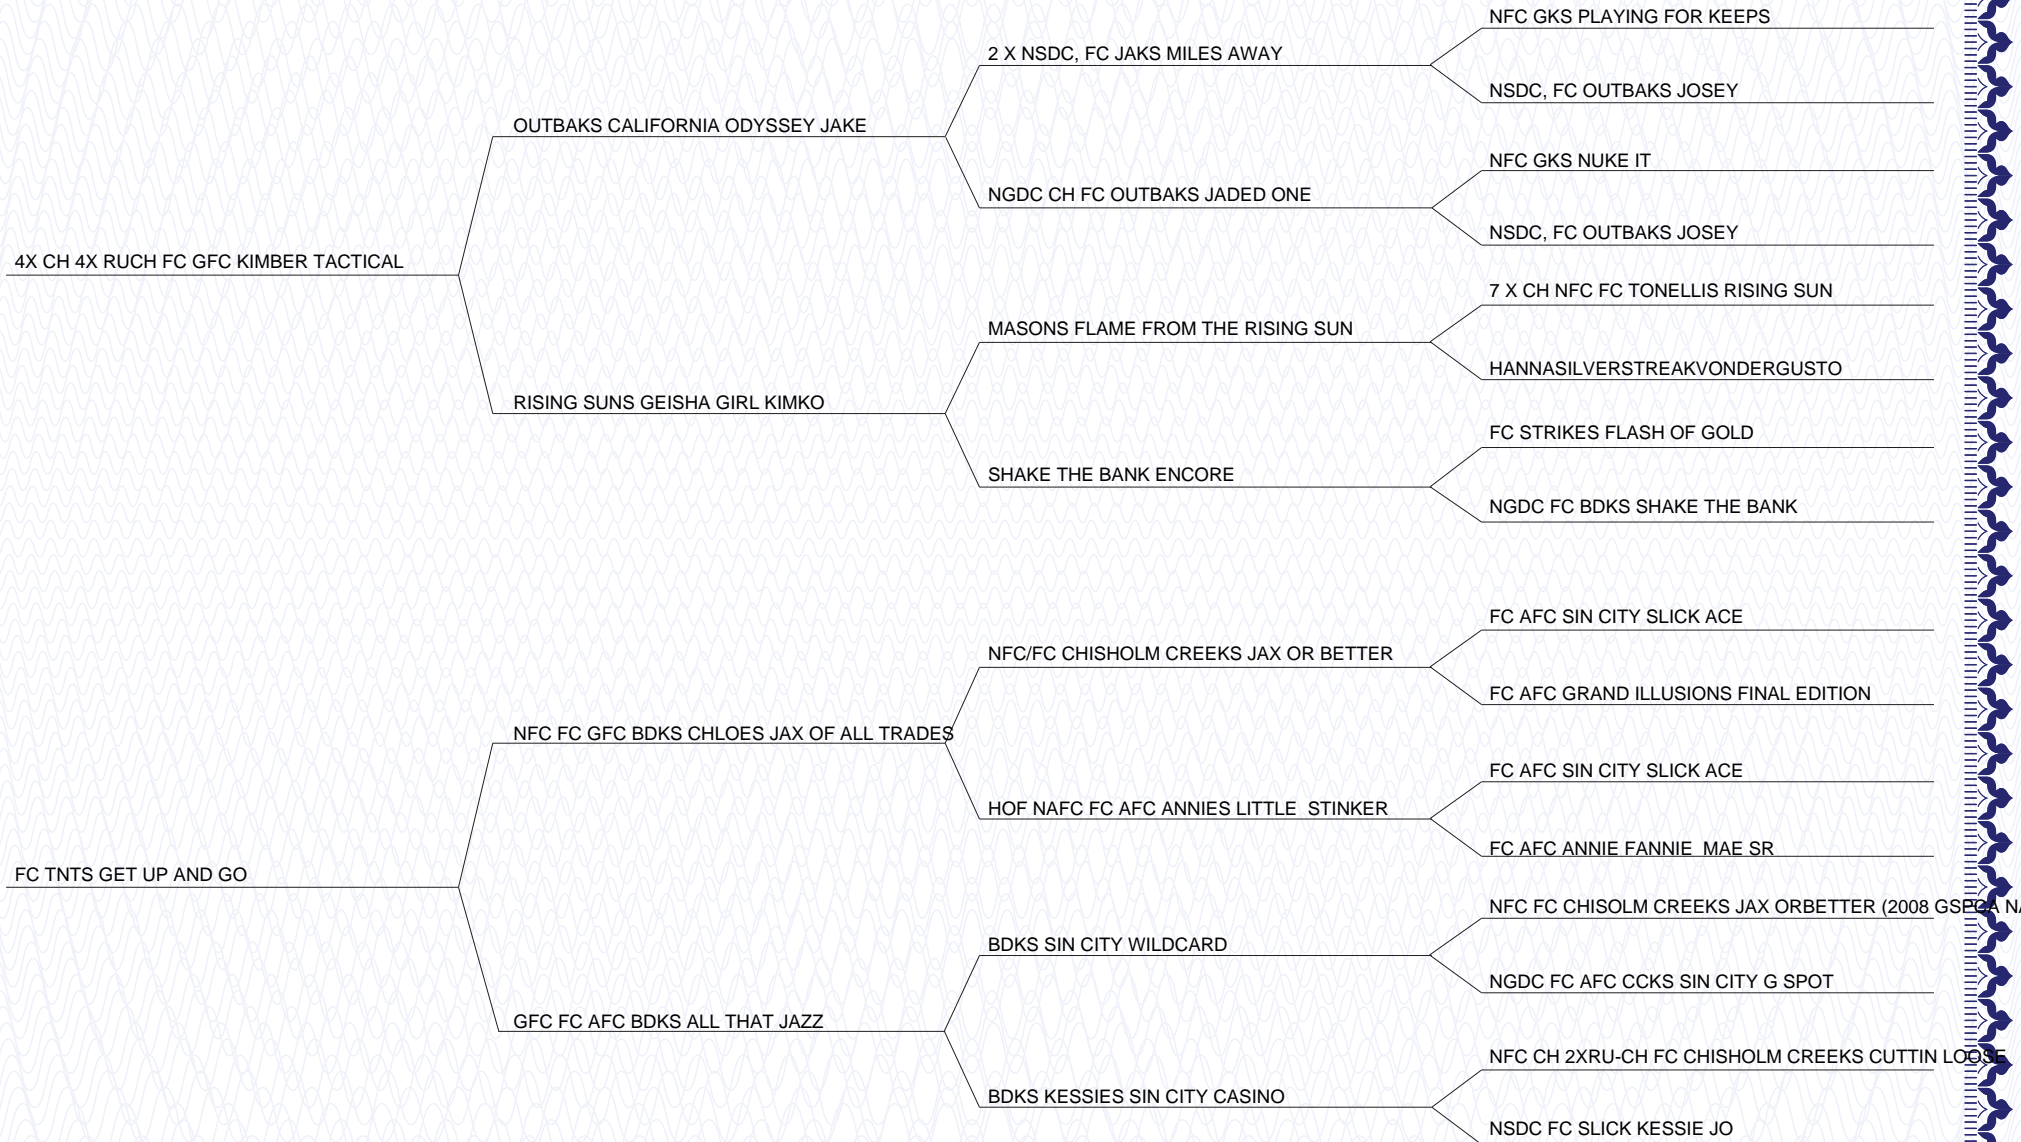 NFC GKS PLAYING FOR KEEPS
2 X NSDC, FC JAKS MILES AWAY
NSDC, FC OUTBAKS JOSEY
OUTBAKS CALIFORNIA ODYSSEY JAKE
NFC GKS NUKE IT
NGDC CH FC OUTBAKS JADED ONE
NSDC, FC OUTBAKS JOSEY
4X CH 4X RUCH FC GFC KIMBER TACTICAL
7 X CH NFC FC TONELLIS RISING SUN
MASONS FLAME FROM THE RISING SUN
HANNASILVERSTREAKVONDERGUSTO
RISING SUNS GEISHA GIRL KIMKO
FC STRIKES FLASH OF GOLD
SHAKE THE BANK ENCORE
NGDC FC BDKS SHAKE THE BANK
FC AFC SIN CITY SLICK ACE
NFC/FC CHISHOLM CREEKS JAX OR BETTER
FC AFC GRAND ILLUSIONS FINAL EDITION
NFC FC GFC BDKS CHLOES JAX OF ALL TRADES
FC AFC SIN CITY SLICK ACE
HOF NAFC FC AFC ANNIES LITTLE  STINKER
FC AFC ANNIE FANNIE  MAE SR
FC TNTS GET UP AND GO
NFC FC CHISOLM CREEKS JAX ORBETTER (2008 GSPCA NA
BDKS SIN CITY WILDCARD
NGDC FC AFC CCKS SIN CITY G SPOT
GFC FC AFC BDKS ALL THAT JAZZ
NFC CH 2XRU-CH FC CHISHOLM CREEKS CUTTIN LOOSE
BDKS KESSIES SIN CITY CASINO
NSDC FC SLICK KESSIE JO